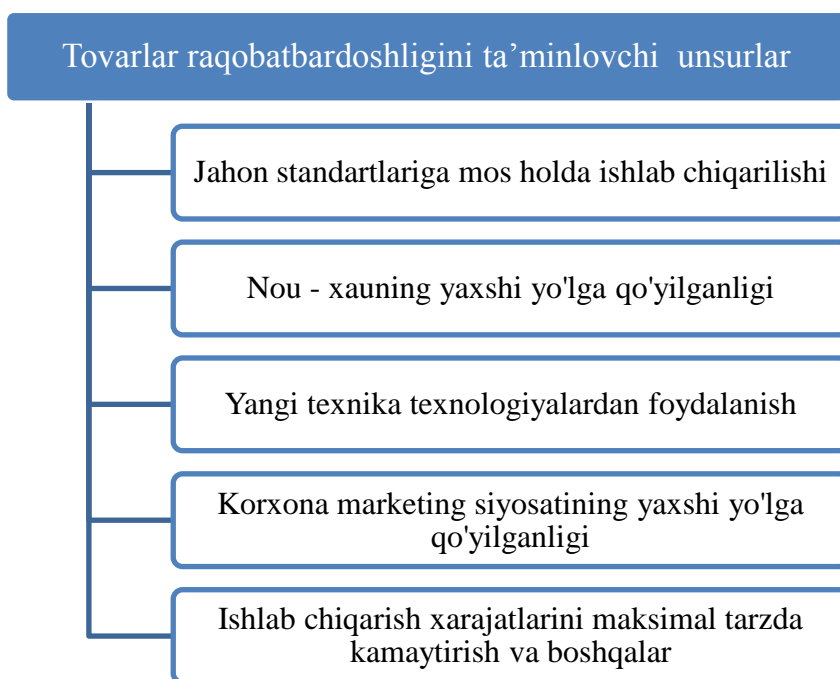 Tovarlar raqobatbardoshligini ta’minlovchi unsurlar
Jahon standartlariga mos holda ishlab chiqarilishi
Nou - xauning yaxshi yo'lga qo'yilganligi
Yangi texnika texnologiyalardan foydalanish
Korxona marketing siyosatining yaxshi yo'lga
qo'yilganligi
Ishlab chiqarish xarajatlarini maksimal tarzda
kamaytirish va boshqalar